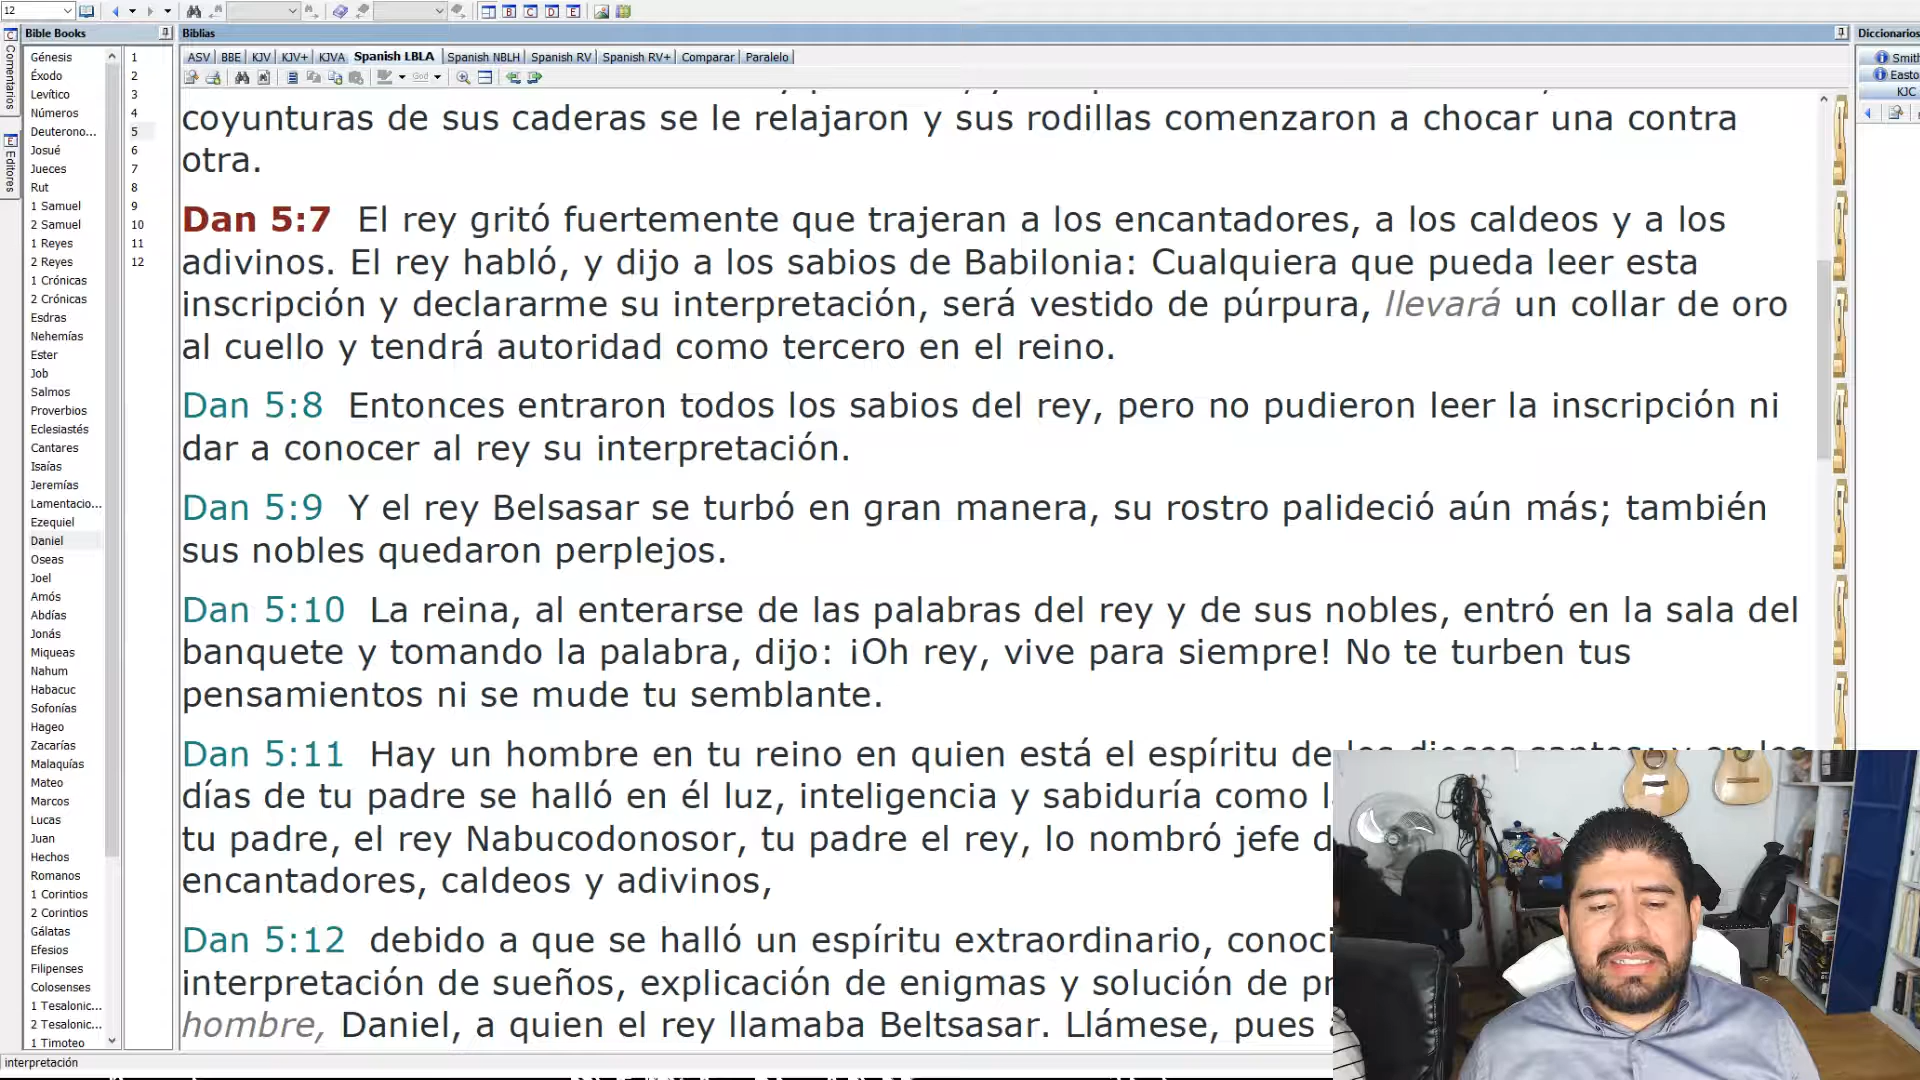 12
Bible Books
Biblias
Diccionarios
Comentarios
Editores
ASV BBE KJV KJV+ KJVA Spanish LBLA Spanish NBLH Spanish RV Spanish RV+ Comparar Paralelo
Smith
Easto
KJC
Génesis
Éxodo
Levítico
Números
Deuterono...
Josué
Jueces
Rut
1 Samuel
2 Samuel
1 Reyes
2 Reyes
1 Crónicas
2 Crónicas
Esdras
Nehemías
Ester
Job
Salmos
Proverbios
Eclesiastés
Cantares
Isaías
Jeremías
Lamentacio...
Ezequiel
Daniel
Oseas
Joel
Amós
Abdías
Jonás
Miqueas
Nahum
Habacuc
Sofonías
Hageo
Zacarías
Malaquías
Mateo
Marcos
Lucas
Juan
Hechos
Romanos
1 Corintios
2 Corintios
Gálatas
Efesios
Filipenses
Colosenses
1 Tesalonic...
2 Tesalonic...
1 Timoteo
1
2
3
4
5
6
7
8
9
10
11
12
coyunturas de sus caderas se le relajaron y sus rodillas comenzaron a chocar una contra
otra.
Dan 5:7 El rey gritó fuertemente que trajeran a los encantadores, a los caldeos y a los
adivinos. El rey habló, y dijo a los sabios de Babilonia: Cualquiera que pueda leer esta
inscripción y declararme su interpretación, será vestido de púrpura, llevará un collar de oro
al cuello y tendrá autoridad como tercero en el reino.
Dan 5:8 Entonces entraron todos los sabios del rey, pero no pudieron leer la inscripción ni
dar a conocer al rey su interpretación.
Dan 5:9 Y el rey Belsasar se turbó en gran manera, su rostro palideció aún más; también
sus nobles quedaron perplejos.
Dan 5:10 La reina, al enterarse de las palabras del rey y de sus nobles, entró en la sala del
banquete y tomando la palabra, dijo: ¡Oh rey, vive para siempre! No te turben tus
pensamientos ni se mude tu semblante.
Dan 5:11 Hay un hombre en tu reino en quien está el espíritu de los dioses santos; y en los
días de tu padre se halló en él luz, inteligencia y sabiduría como
tu padre, el rey Nabucodonosor, tu padre el rey, lo nombró jefe
encantadores, caldeos y adivinos,
Dan 5:12 debido a que se halló un espíritu extraordinario, conoci
interpretación de sueños, explicación de enigmas y solución de
hombre, Daniel, a quien el rey llamaba Beltsasar. Llámese, pues
interpretación